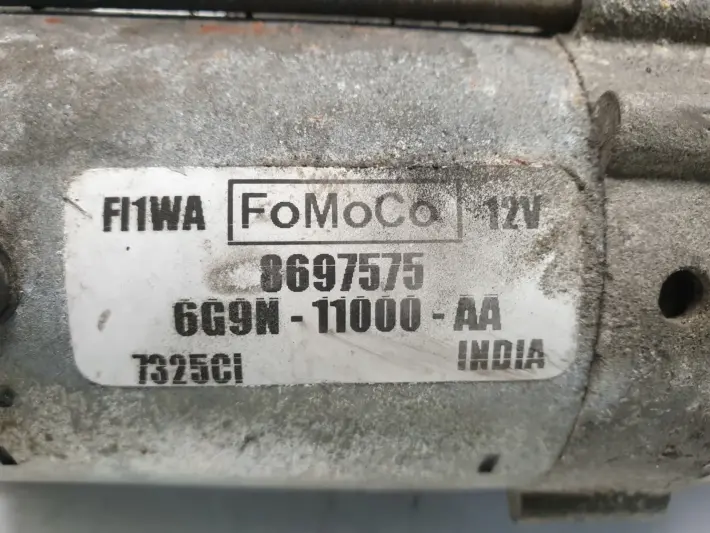 FI1WA FoMoCo 12V
8697575
6G9N-11000-AA
7325CI INDIA